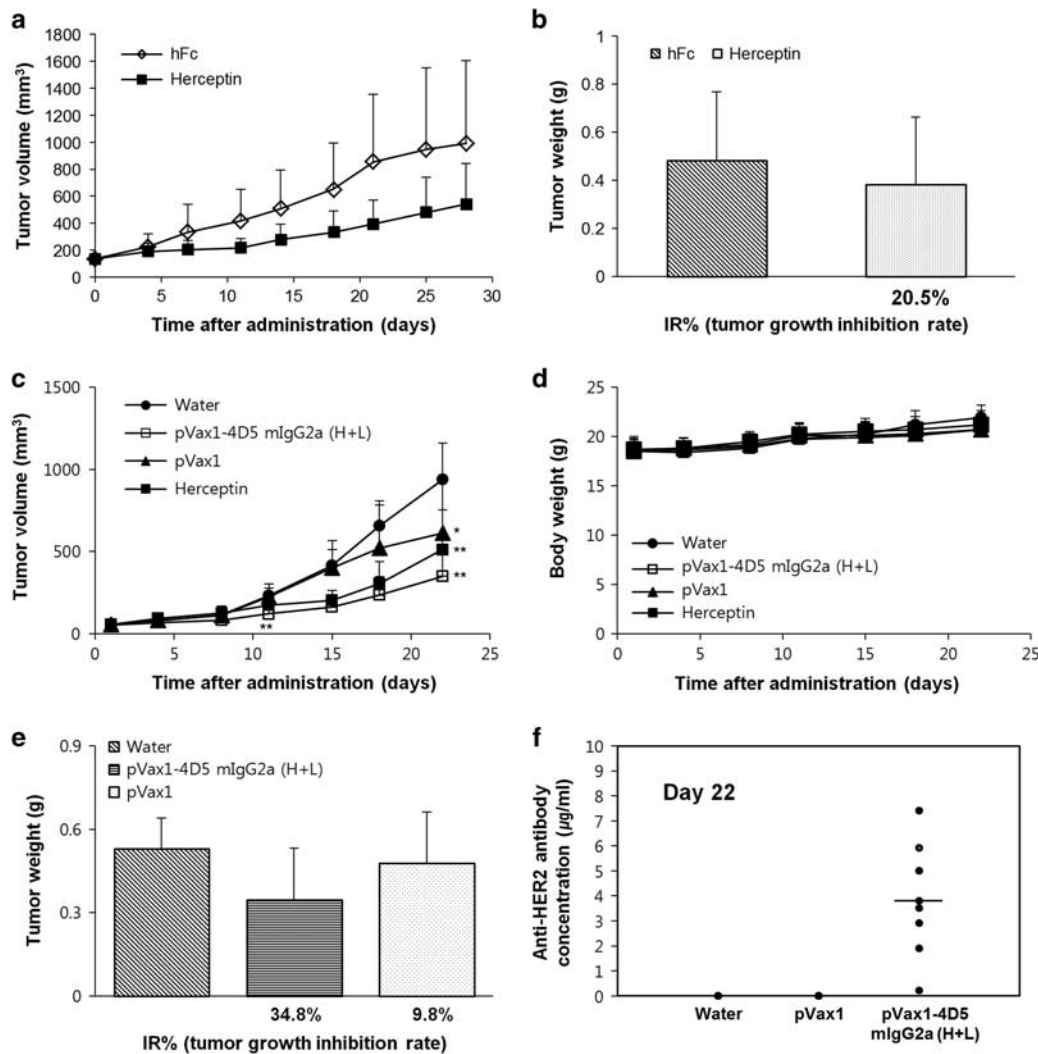 a
Tumor volume (mm³)
1800
1600
1400
1200
1000
800
600
400
200
0
hFc
Herceptin
0 5 10 15 20 25 30
Time after administration (days)
b
Tumor weight (g)
1
0.8
0.6
0.4
0.2
0
hFc Herceptin
20.5%
IR% (tumor growth inhibition rate)
c
Tumor volume (mm³)
1500
1000
500
0
Water
pVax1-4D5 mIgG2a (H+L)
pVax1
Herceptin
*
**
**
**
0 5 10 15 20 25
Time after administration (days)
d
Body weight (g)
25
20
15
10
5
0
Water
pVax1-4D5 mIgG2a (H+L)
pVax1
Herceptin
0 5 10 15 20 25
Time after administration (days)
e
Tumor weight (g)
0.9
0.6
0.3
0
Water
pVax1-4D5 mIgG2a (H+L)
pVax1
34.8% 9.8%
IR% (tumor growth inhibition rate)
f
Anti-HER2 antibody
concentration (µg/ml)
10
9
8
7
6
5
4
3
2
1
0
Day 22
Water pVax1 pVax1-4D5
mIgG2a (H+L)